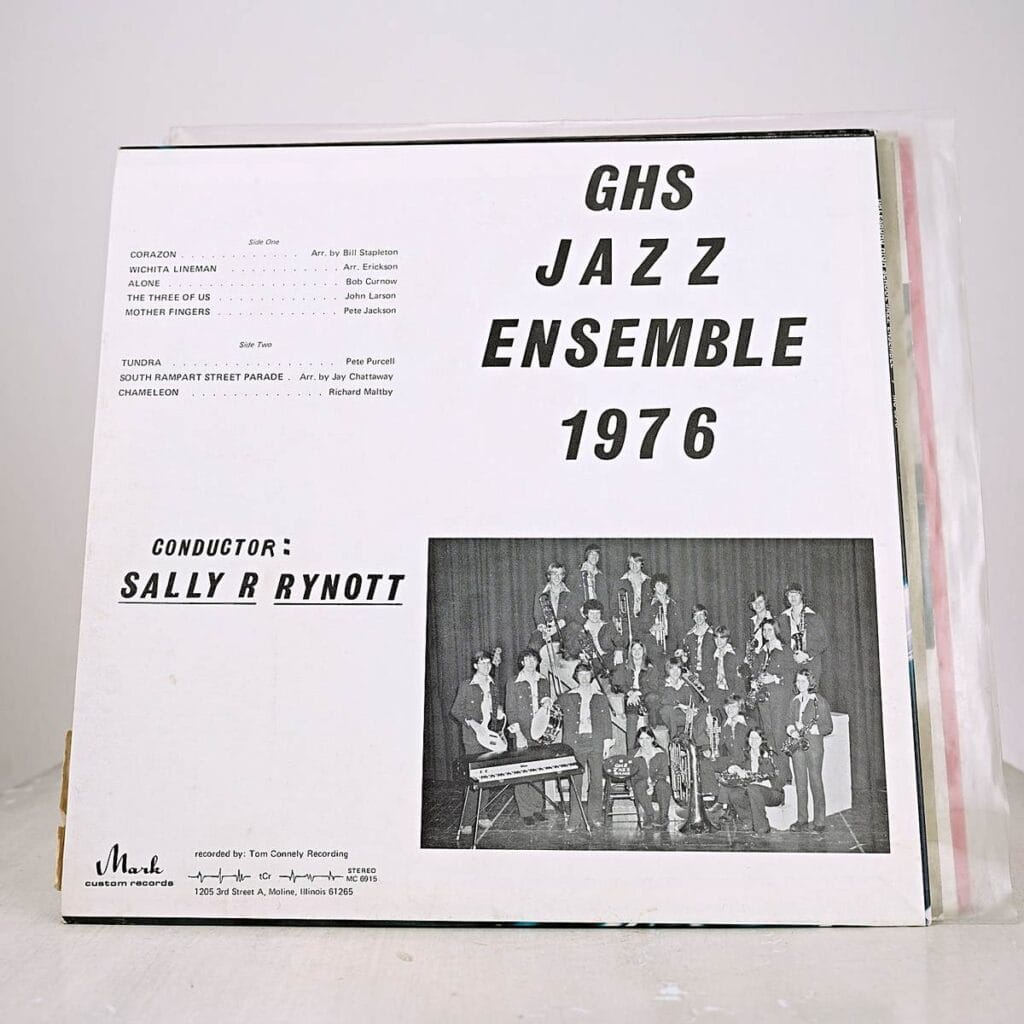 Side One
CORAZON . . . . . . . . . . . . Arr. by Bill Stapleton
WICHITA LINEMAN . . . . . . . . . . . Arr. Erickson
ALONE . . . . . . . . . . . . . . . . . . . . Bob Curnow
THE THREE OF US . . . . . . . . . . . . John Larson
MOTHER FINGERS . . . . . . . . . . . . Pete Jackson
Side Two
TUNDRA . . . . . . . . . . . . . . . . . . Pete Purcell
SOUTH RAMPART STREET PARADE . Arr. by Jay Chattaway
CHAMELEON . . . . . . . . . . . . . Richard Maltby
GHS
JAZZ
ENSEMBLE
1976
CONDUCTOR:
SALLY R RYNOTT
GHS
JAZZ
BAND
Mark
custom records
recorded by: Tom Connely Recording
tCr
STEREO
MC 6915
1205 3rd Street A, Moline, Illinois 61265